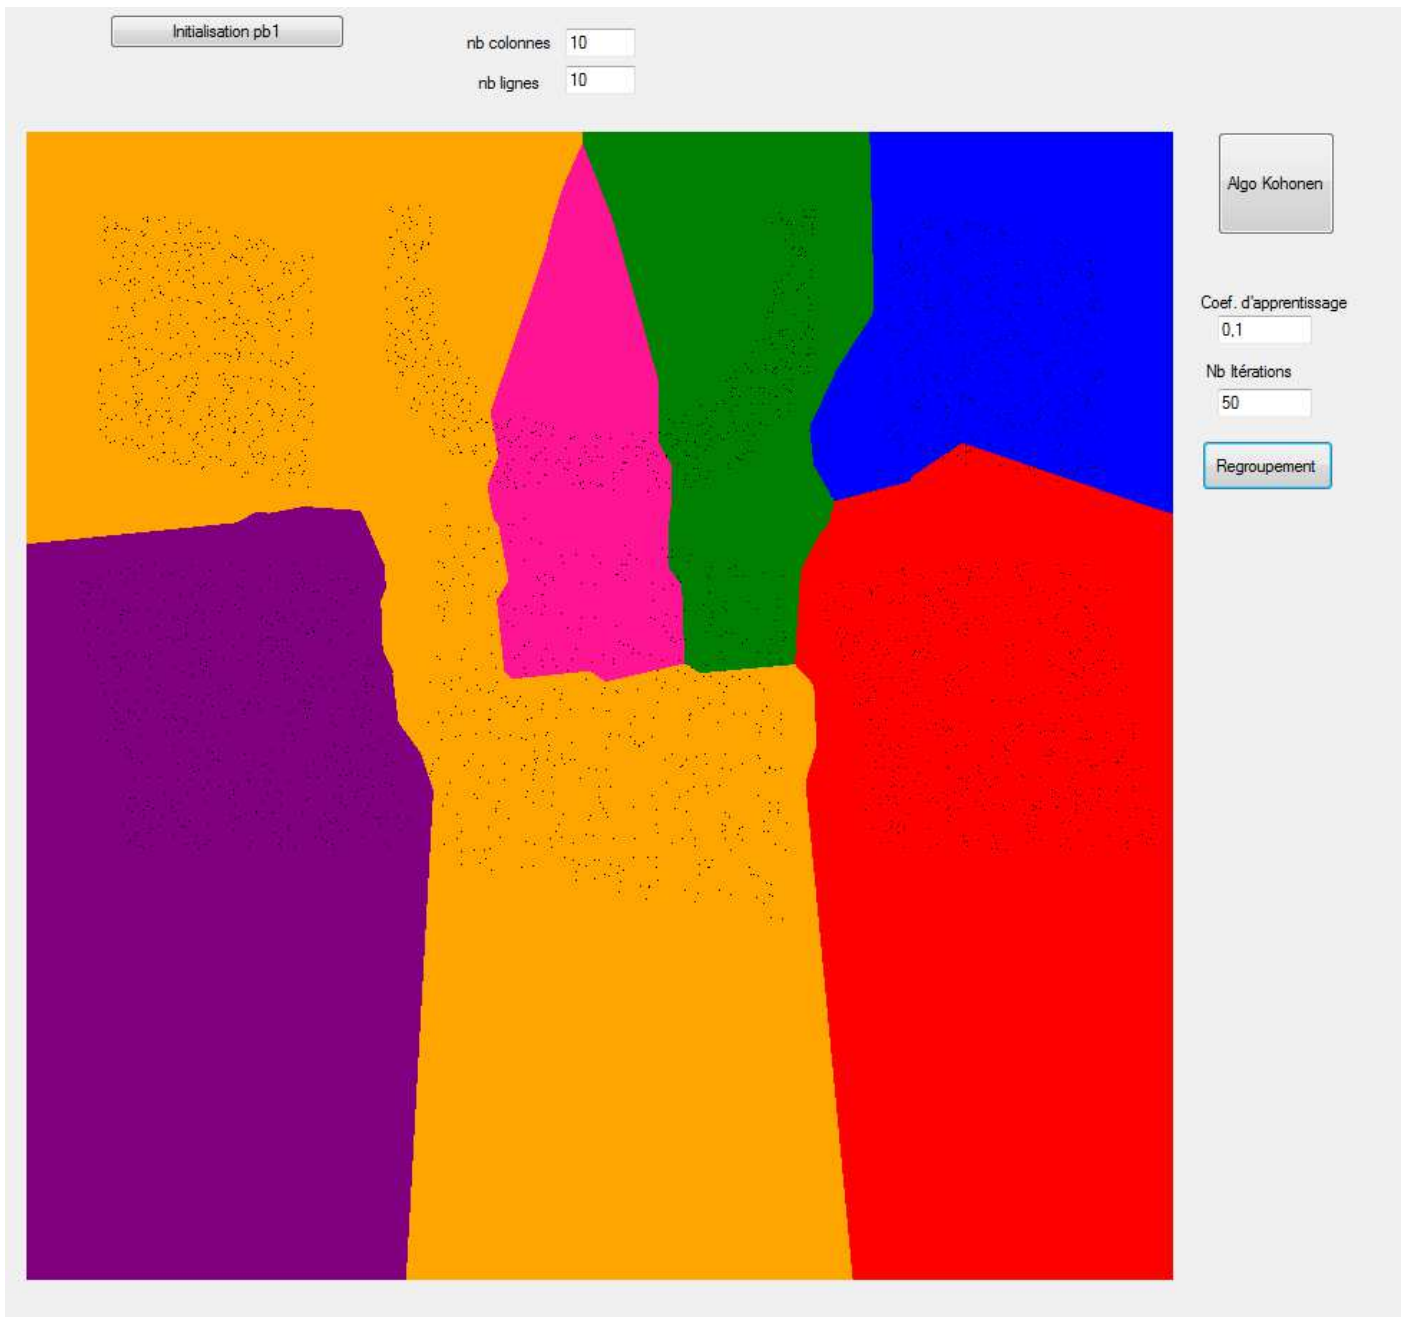 Initialisation pb1
nb colonnes 10
nb lignes 10
Algo Kohonen
Coef. d'apprentissage
0,1
Nb Itérations
50
Regroupement